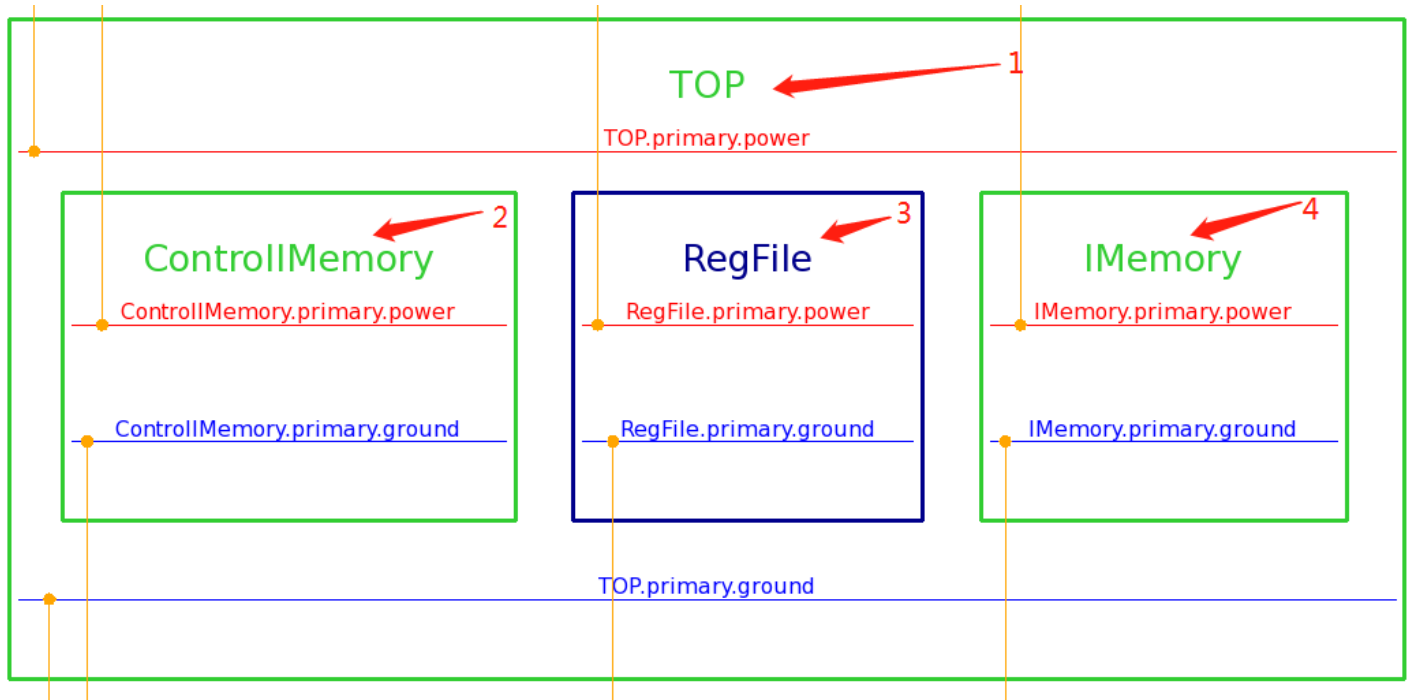 TOP
1
TOP.primary.power
ControllMemory
2
RegFile
3
IMemory
4
ControllMemory.primary.power
RegFile.primary.power
IMemory.primary.power
ControllMemory.primary.ground
RegFile.primary.ground
IMemory.primary.ground
TOP.primary.ground